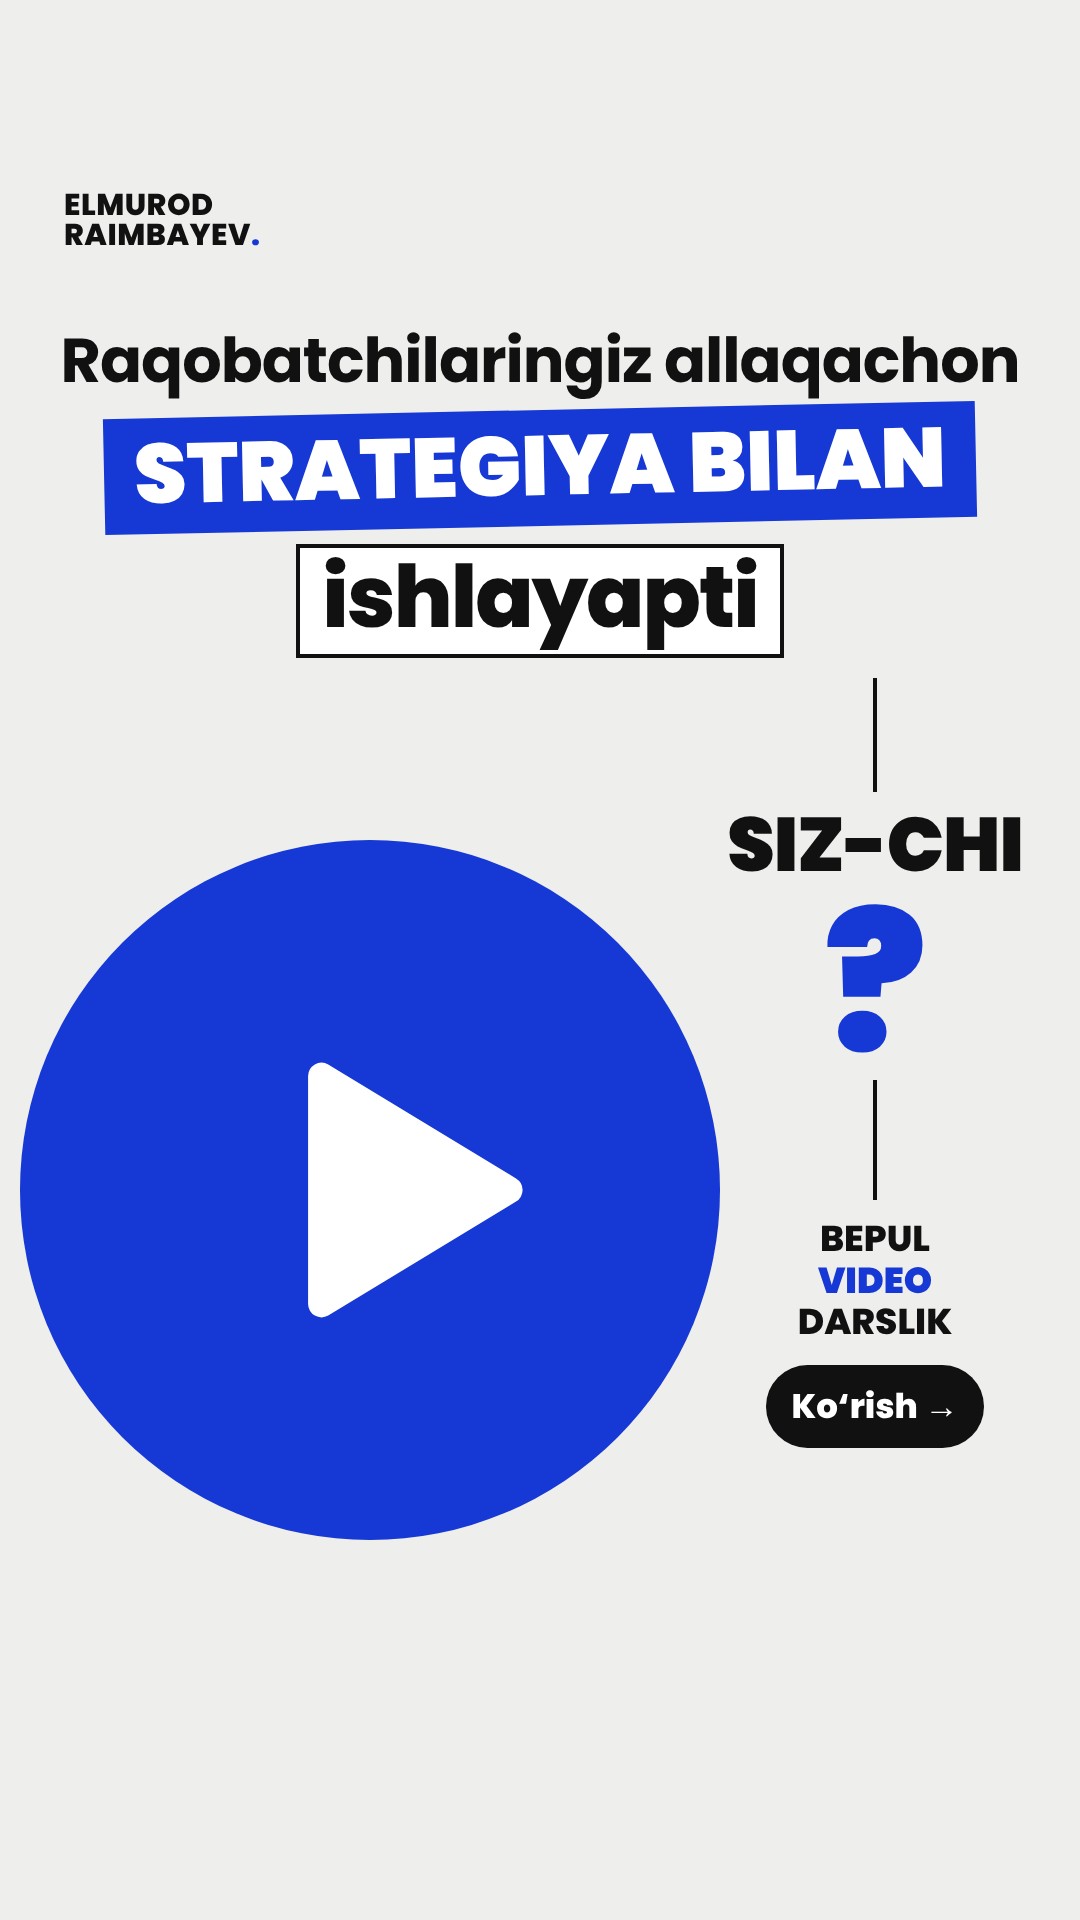 ELMUROD
RAIMBAYEV.
Raqobatchilaringiz allaqachon
STRATEGIYA BILAN
ishlayapti
SIZ-CHI
?
BEPUL
VIDEO
DARSLIK
Ko‘rish →